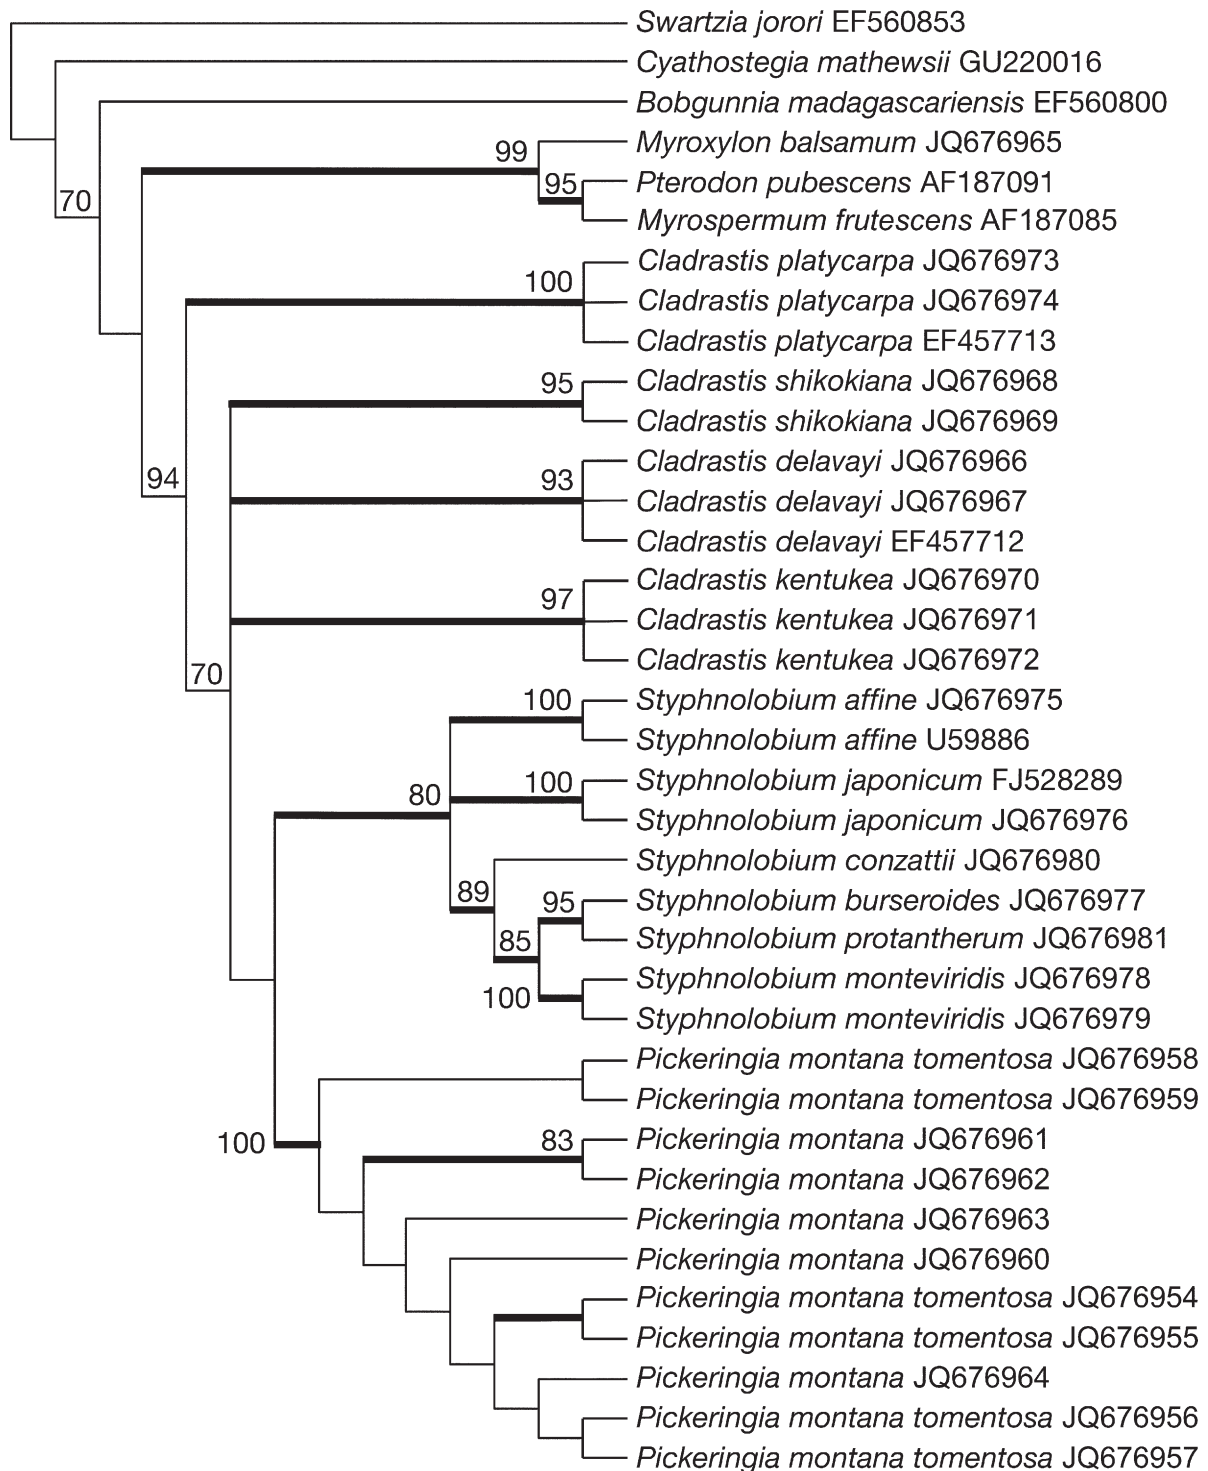 Swartzia jorori EF560853
Cyathostegia mathewsii GU220016
Bobgunnia madagascariensis EF560800
99
Myroxylon balsamum JQ676965
95
Pterodon pubescens AF187091
70
Myrospermum frutescens AF187085
Cladrastis platycarpa JQ676973
100
Cladrastis platycarpa JQ676974
Cladrastis platycarpa EF457713
95
Cladrastis shikokiana JQ676968
Cladrastis shikokiana JQ676969
Cladrastis delavayi JQ676966
94
93
Cladrastis delavayi JQ676967
Cladrastis delavayi EF457712
Cladrastis kentukea JQ676970
97
Cladrastis kentukea JQ676971
Cladrastis kentukea JQ676972
70
100
Styphnolobium affine JQ676975
Styphnolobium affine U59886
100
Styphnolobium japonicum FJ528289
80
Styphnolobium japonicum JQ676976
Styphnolobium conzattii JQ676980
89
95
Styphnolobium burseroides JQ676977
85
Styphnolobium protantherum JQ676981
Styphnolobium monteviridis JQ676978
100
Styphnolobium monteviridis JQ676979
Pickeringia montana tomentosa JQ676958
Pickeringia montana tomentosa JQ676959
100
83
Pickeringia montana JQ676961
Pickeringia montana JQ676962
Pickeringia montana JQ676963
Pickeringia montana JQ676960
Pickeringia montana tomentosa JQ676954
Pickeringia montana tomentosa JQ676955
Pickeringia montana JQ676964
Pickeringia montana tomentosa JQ676956
Pickeringia montana tomentosa JQ676957